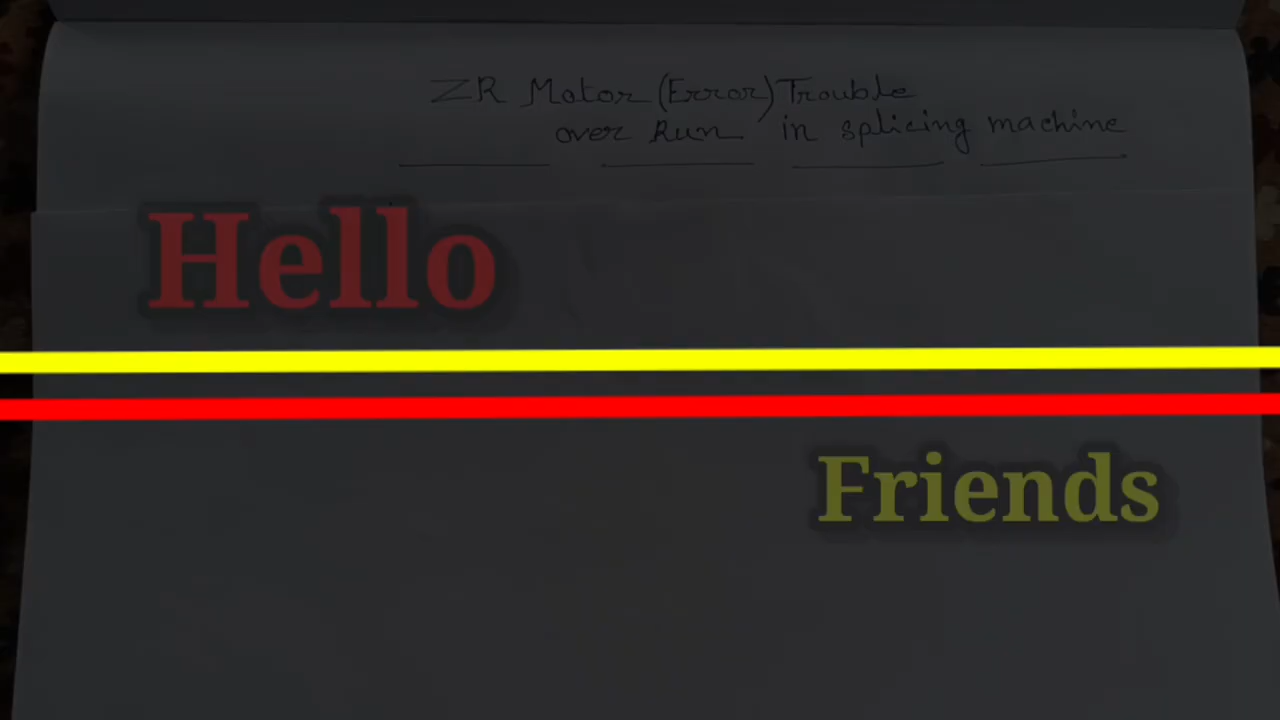 ZR Motor (Error) Trouble
over Run in splicing machine
Hello
Friends